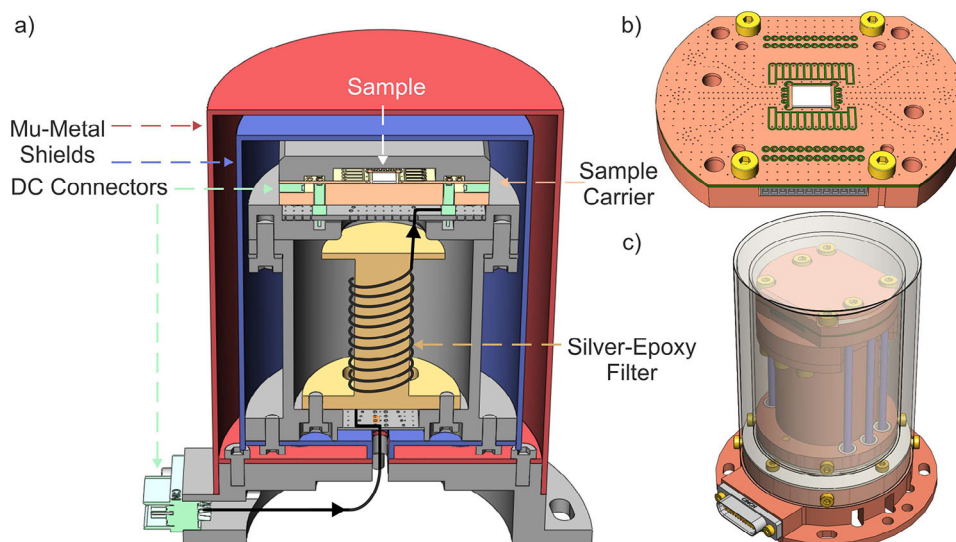 a)
b)
Sample
Mu-Metal
Shields
DC Connectors
Sample
Carrier
c)
Silver-Epoxy
Filter